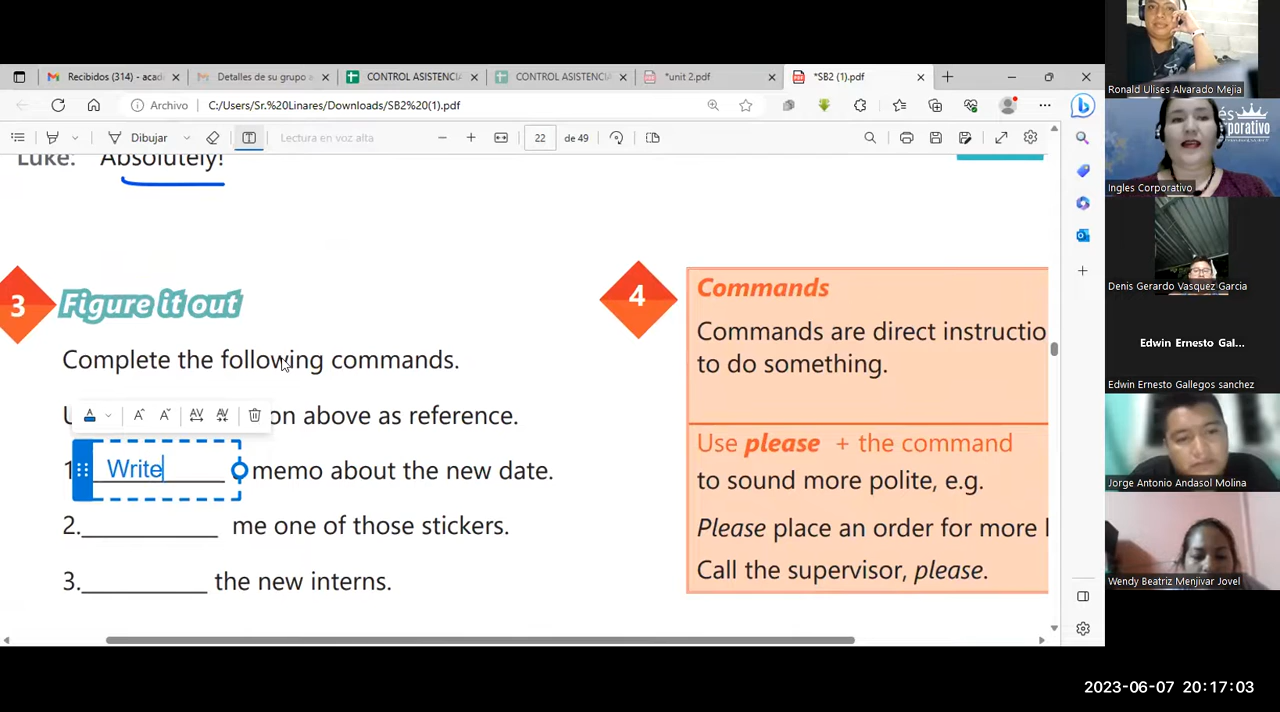 Recibidos (314) - acad
Detalles de su grupo a
CONTROL ASISTENCIA
CONTROL ASISTENCIA
*unit 2.pdf
*SB2 (1).pdf
Archivo
C:/Users/Sr.%20Linares/Downloads/SB2%20(1).pdf
Dibujar
Lectura en voz alta
22
de 49
Luke: Absolutely!
3
Figure it out
Complete the following commands.
on above as reference.
1 Write memo about the new date.
2.___________ me one of those stickers.
3.__________ the new interns.
4
Commands
Commands are direct instructio
to do something.
Use please + the command
to sound more polite, e.g.
Please place an order for more
Call the supervisor, please.
Ronald Ulises Alvarado Mejia
Ingles Corporativo
Denis Gerardo Vasquez Garcia
Edwin Ernesto Gal...
Edwin Ernesto Gallegos sanchez
Jorge Antonio Andasol Molina
Wendy Beatriz Menjivar Jovel
2023-06-07 20:17:03